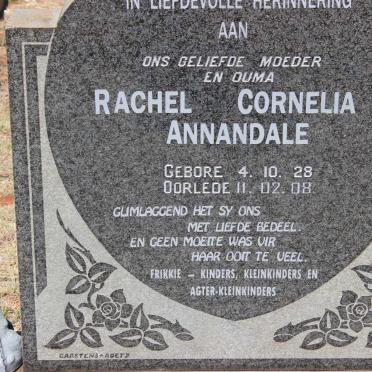 IN LIEFDEVOLLE HERINNERING
AAN
ONS GELIEFDE MOEDER
EN OUMA
RACHEL CORNELIA
ANNANDALE
GEBORE 4. 10. 28
OORLEDE 11. 02. 08
GLIMLAGGEND HET SY ONS
MET LIEFDE BEDEEL.
EN GEEN MOEITE WAS VIR
HAAR OOIT TE VEEL.
FRIKKIE – KINDERS, KLEINKINDERS EN
AGTER-KLEINKINDERS